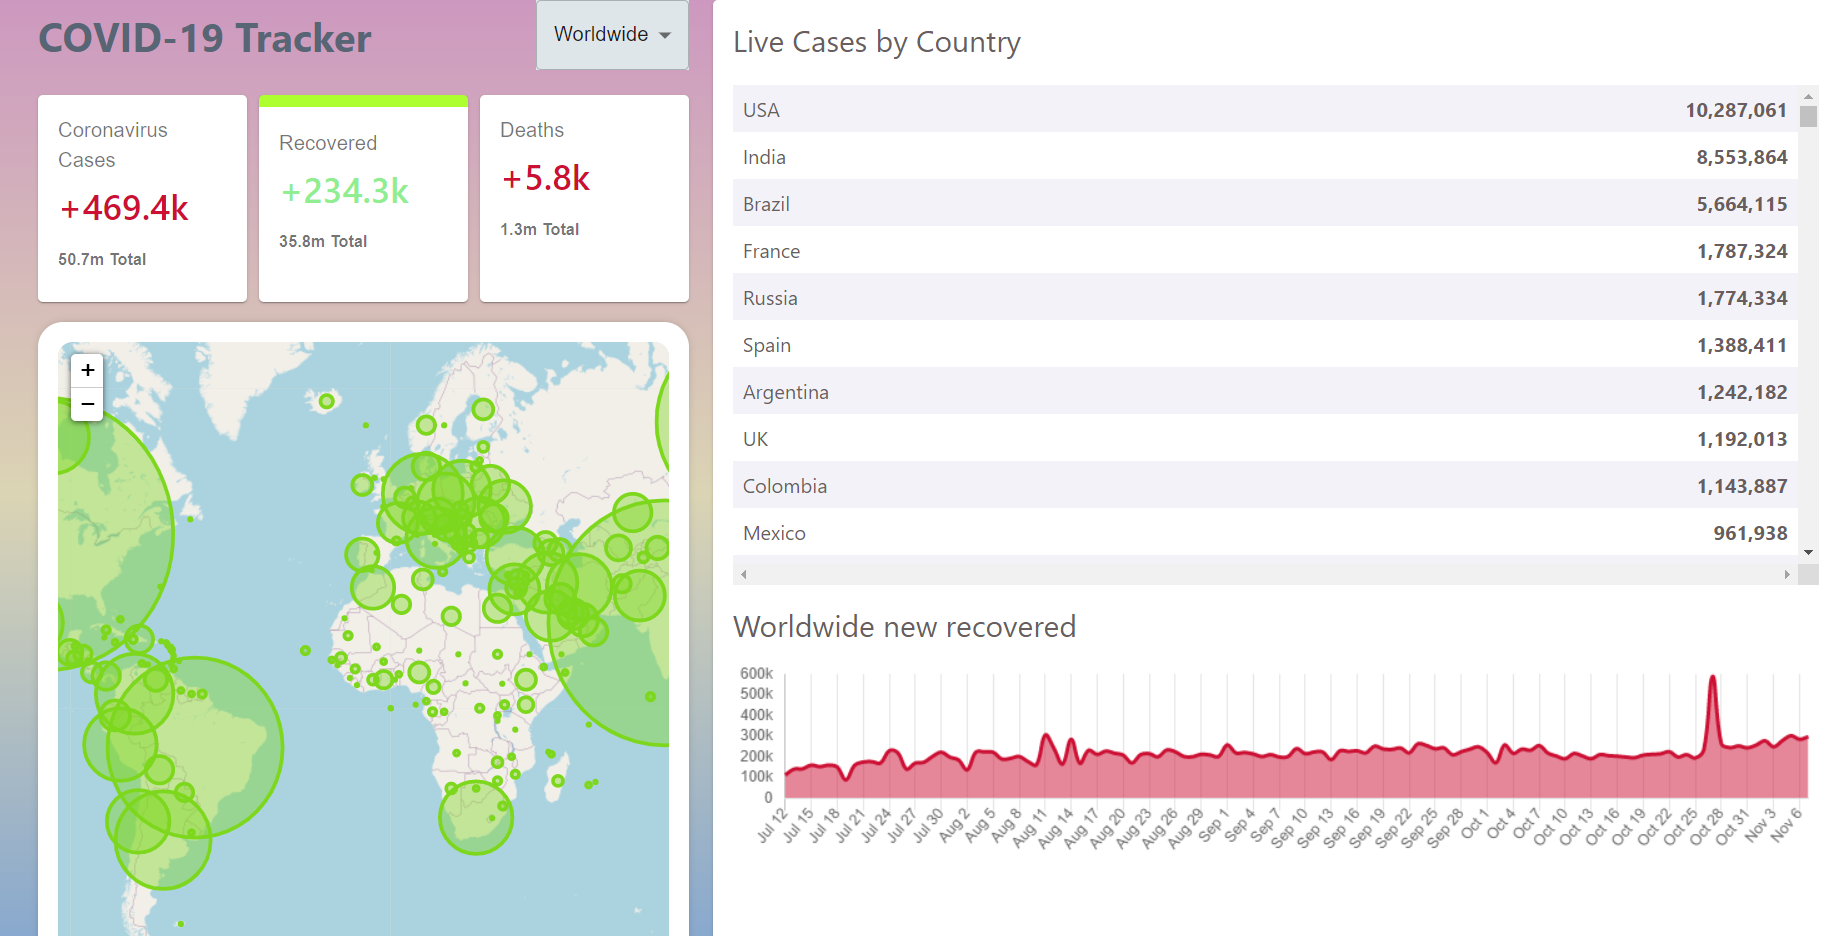 COVID-19 Tracker
Worldwide
Coronavirus
Cases
+469.4k
50.7m Total
Recovered
+234.3k
35.8m Total
Deaths
+5.8k
1.3m Total
+
−
Live Cases by Country
USA 10,287,061
India 8,553,864
Brazil 5,664,115
France 1,787,324
Russia 1,774,334
Spain 1,388,411
Argentina 1,242,182
UK 1,192,013
Colombia 1,143,887
Mexico 961,938
Worldwide new recovered
600k
500k
400k
300k
200k
100k
0
Jul 12 Jul 15 Jul 18 Jul 21 Jul 24 Jul 27 Jul 30 Aug 2 Aug 5 Aug 8 Aug 11 Aug 14 Aug 17 Aug 20 Aug 23 Aug 26 Aug 29 Sep 1 Sep 4 Sep 7 Sep 10 Sep 13 Sep 16 Sep 19 Sep 22 Sep 25 Sep 28 Oct 1 Oct 4 Oct 7 Oct 10 Oct 13 Oct 16 Oct 19 Oct 22 Oct 25 Oct 28 Oct 31 Nov 3 Nov 6